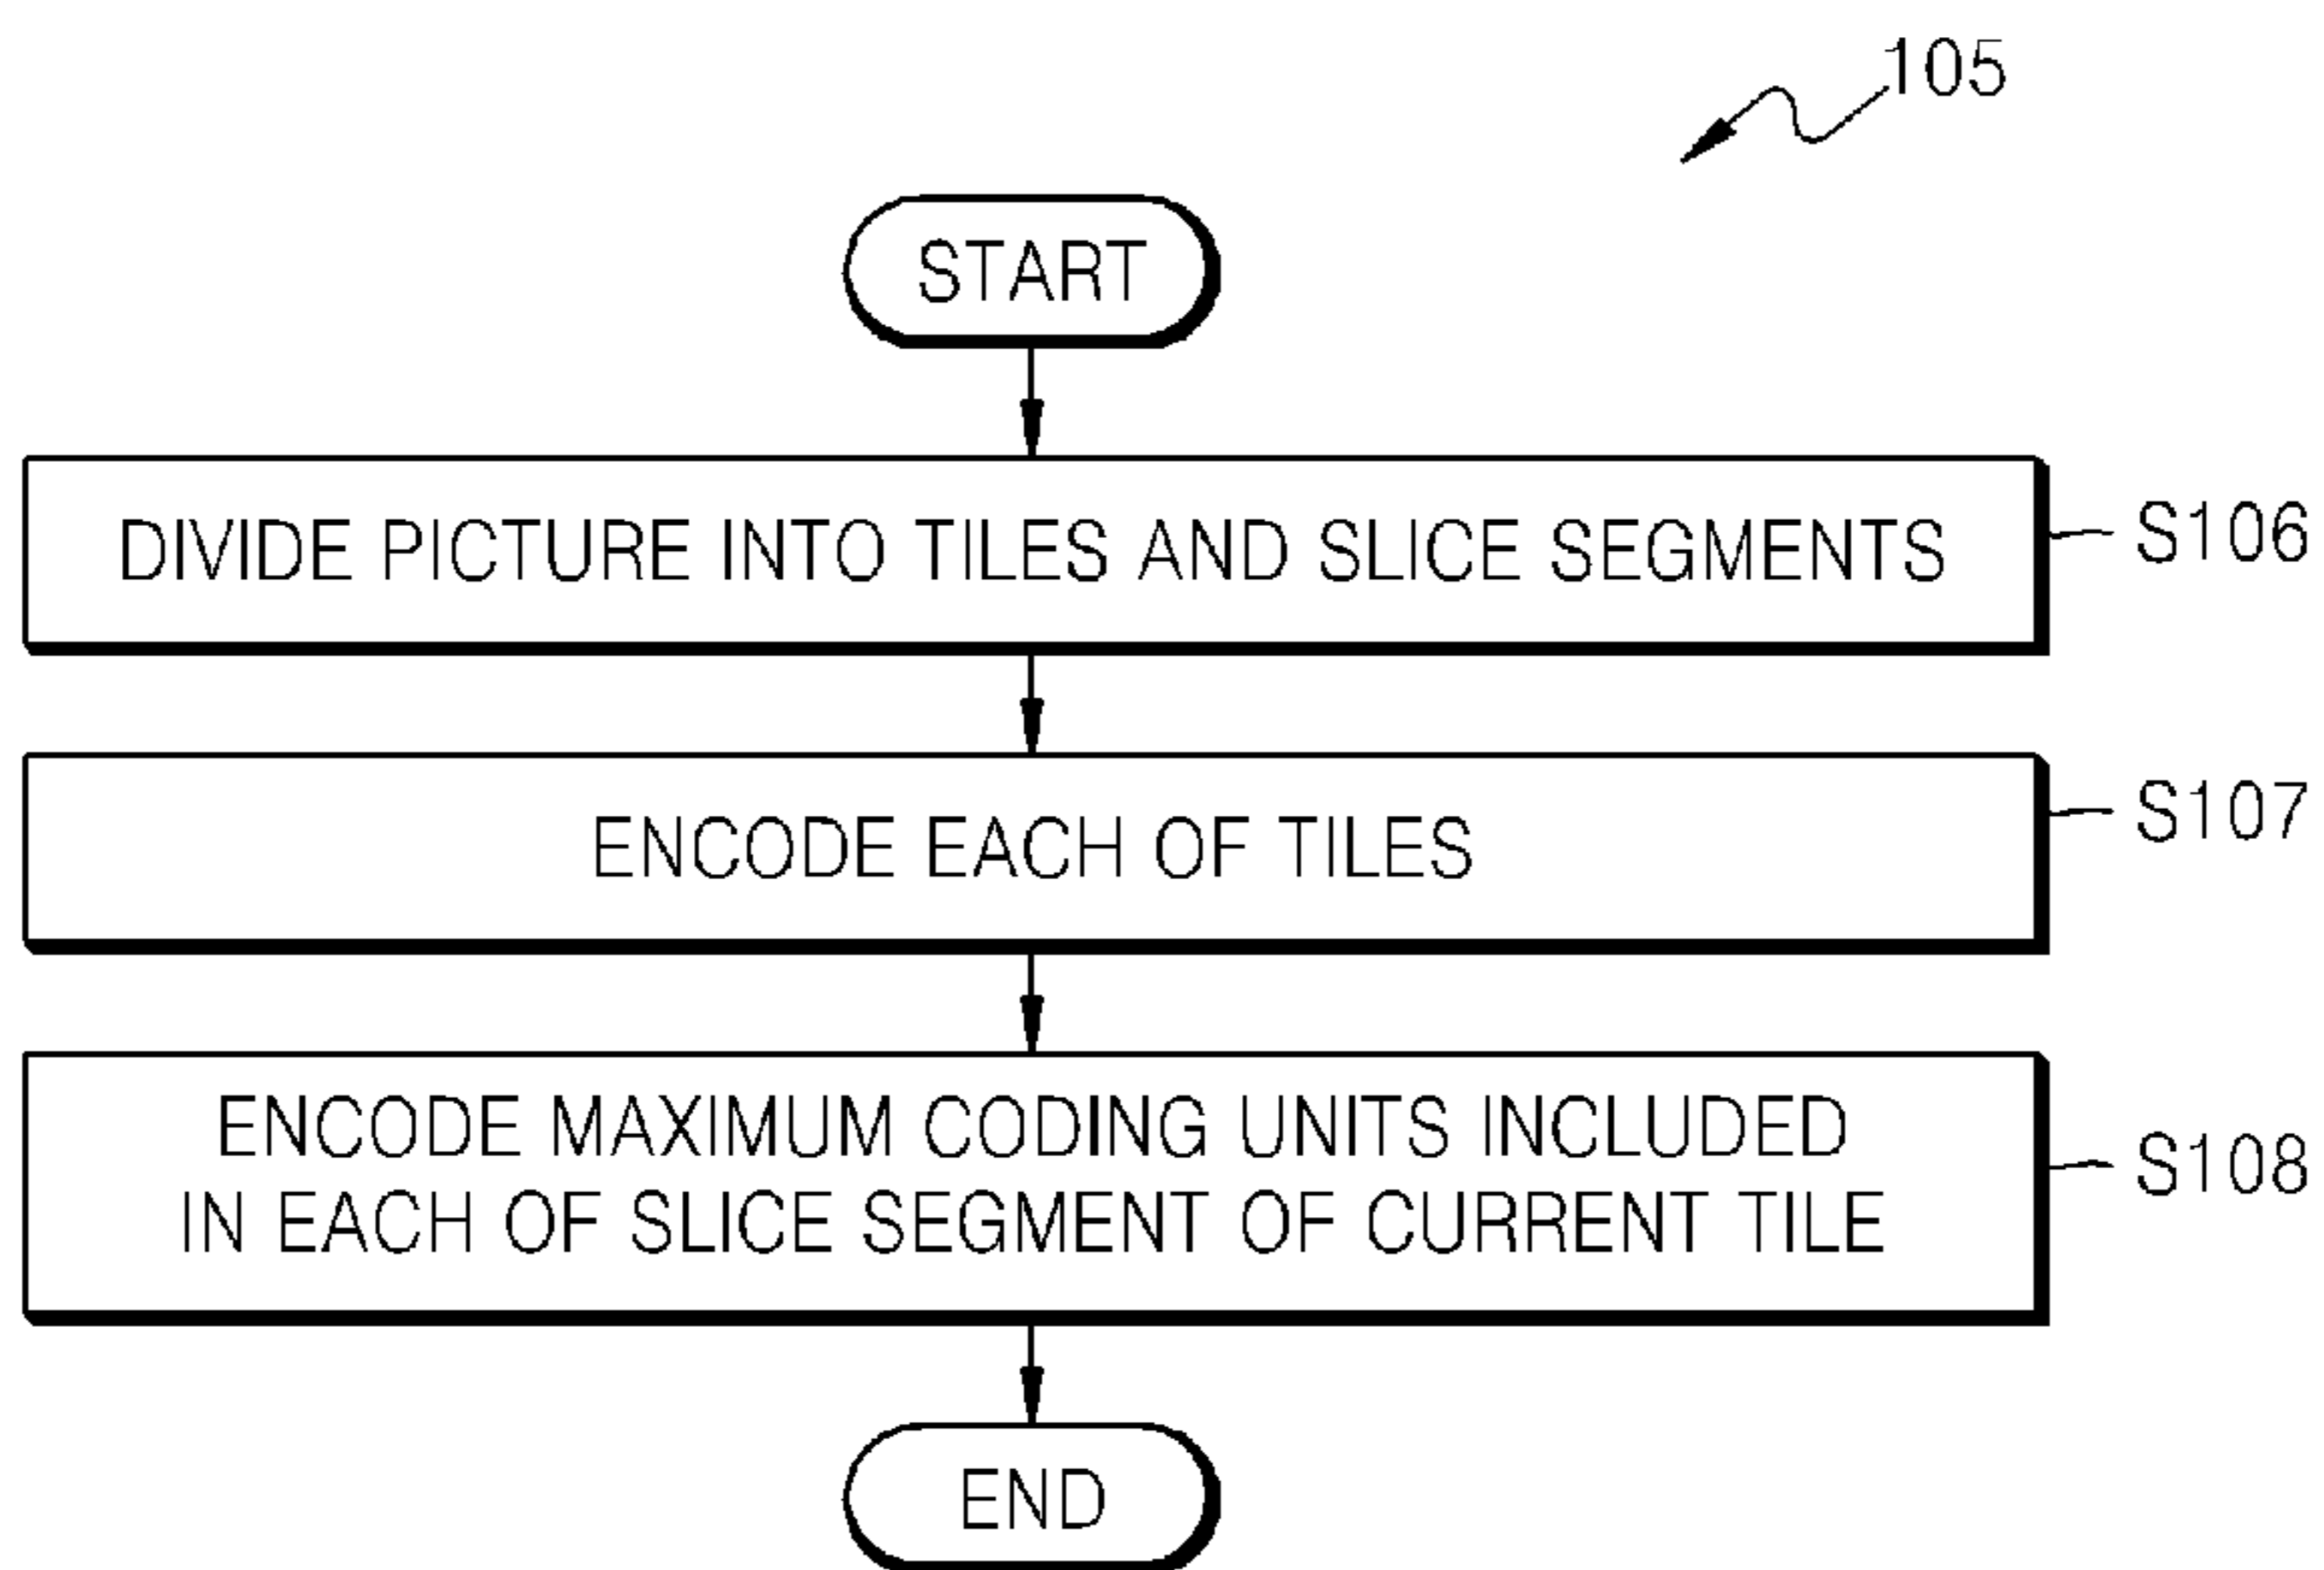 105
START
DIVIDE PICTURE INTO TILES AND SLICE SEGMENTS
S106
ENCODE EACH OF TILES
S107
ENCODE MAXIMUM CODING UNITS INCLUDED
IN EACH OF SLICE SEGMENT OF CURRENT TILE
S108
END